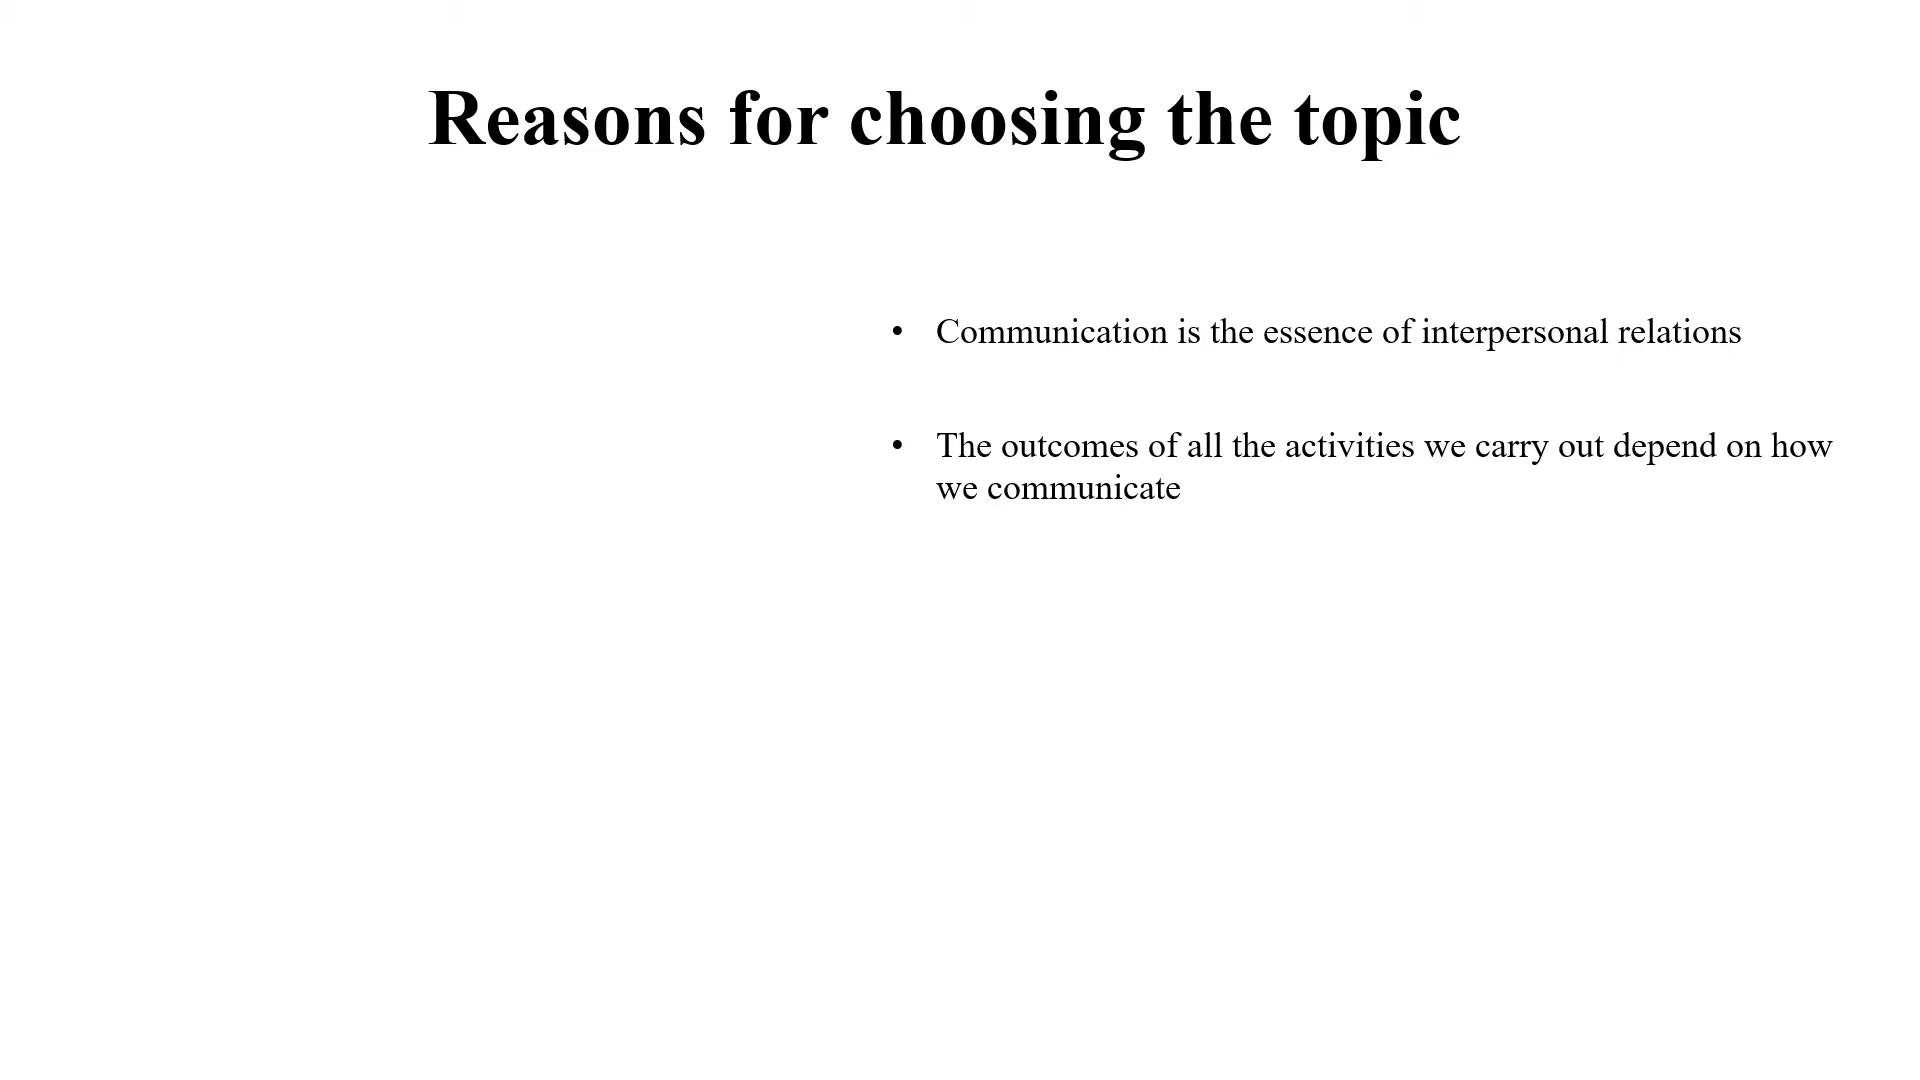 Reasons for choosing the topic
• Communication is the essence of interpersonal relations
• The outcomes of all the activities we carry out depend on how
we communicate